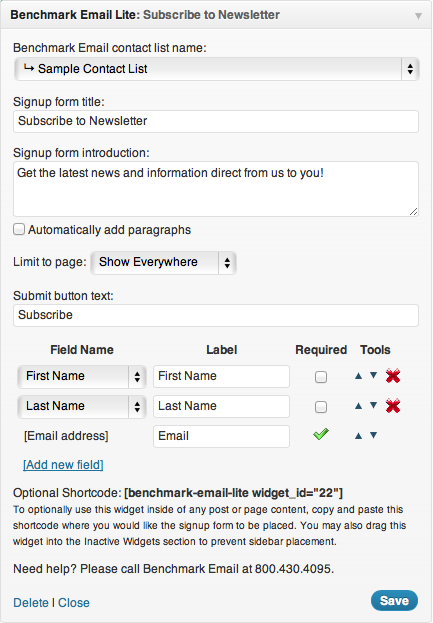 Benchmark Email Lite: Subscribe to Newsletter
Benchmark Email contact list name:
↳ Sample Contact List
Signup form title:
Subscribe to Newsletter
Signup form introduction:
Get the latest news and information direct from us to you!
Automatically add paragraphs
Limit to page: Show Everywhere
Submit button text:
Subscribe
Field Name Label Required Tools
First Name First Name
Last Name Last Name
[Email address] Email
[Add new field]
Optional Shortcode: [benchmark-email-lite widget_id="22"]
To optionally use this widget inside of any post or page content, copy and paste this
shortcode where you would like the signup form to be placed. You may also drag this
widget into the Inactive Widgets section to prevent sidebar placement.
Need help? Please call Benchmark Email at 800.430.4095.
Delete | Close Save